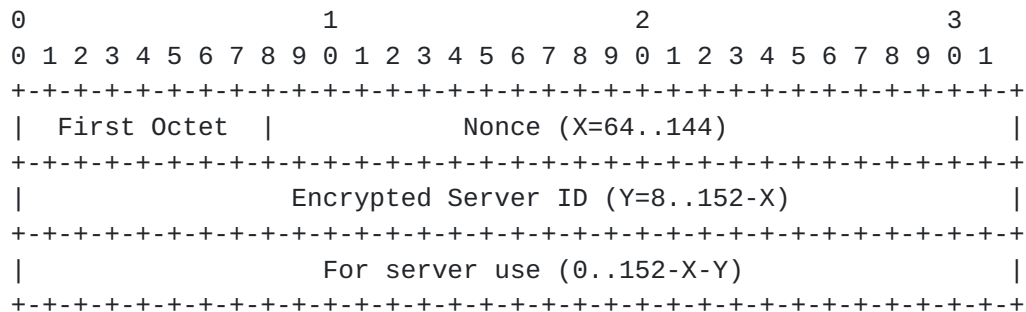 0                   1                   2                   3
0 1 2 3 4 5 6 7 8 9 0 1 2 3 4 5 6 7 8 9 0 1 2 3 4 5 6 7 8 9 0 1
+-+-+-+-+-+-+-+-+-+-+-+-+-+-+-+-+-+-+-+-+-+-+-+-+-+-+-+-+-+-+-+-+
|  First Octet  |            Nonce (X=64..144)                  |
+-+-+-+-+-+-+-+-+-+-+-+-+-+-+-+-+-+-+-+-+-+-+-+-+-+-+-+-+-+-+-+-+
|                 Encrypted Server ID (Y=8..152-X)              |
+-+-+-+-+-+-+-+-+-+-+-+-+-+-+-+-+-+-+-+-+-+-+-+-+-+-+-+-+-+-+-+-+
|                   For server use (0..152-X-Y)                 |
+-+-+-+-+-+-+-+-+-+-+-+-+-+-+-+-+-+-+-+-+-+-+-+-+-+-+-+-+-+-+-+-+